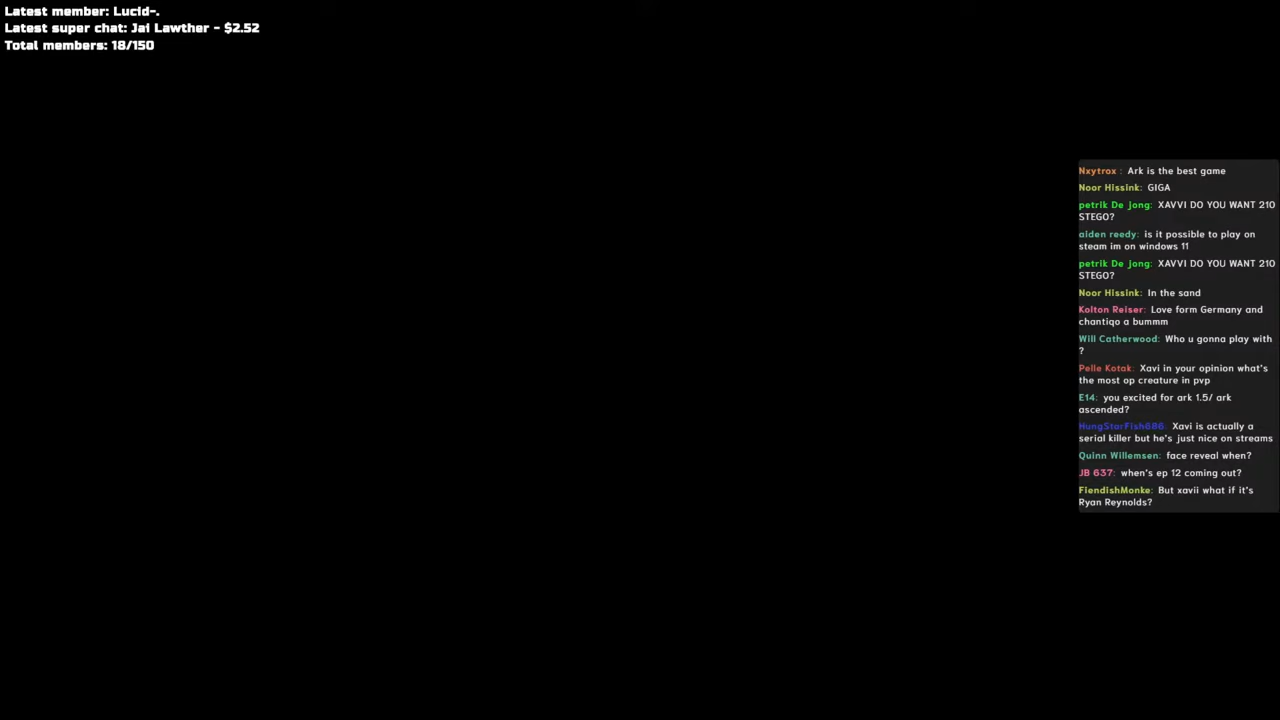 Latest member: Lucid-.
Latest super chat: Jai Lawther - $2.52
Total members: 18/150
Nxytrox : Ark is the best game
Noor Hissink: GIGA
petrik De jong: XAVVI DO YOU WANT 210
STEGO?
alden reedy: is it possible to play on
steam im on windows 11
petrik De jong: XAVVI DO YOU WANT 210
STEGO?
Noor Hissink: In the sand
Kolton Reiser: Love form Germany and
chantiqo a bummm
Will Catherwood: Who u gonna play with
?
Pelle Kotak: Xavi in your opinion what's
the most op creature in pvp
E14: you excited for ark 1.5/ ark
ascended?
HungStarFish686: Xavi is actually a
serial killer but he's just nice on streams
Quinn Willemsen: face reveal when?
JB 637: when's ep 12 coming out?
FiendishMonke: But xavii what if it's
Ryan Reynolds?